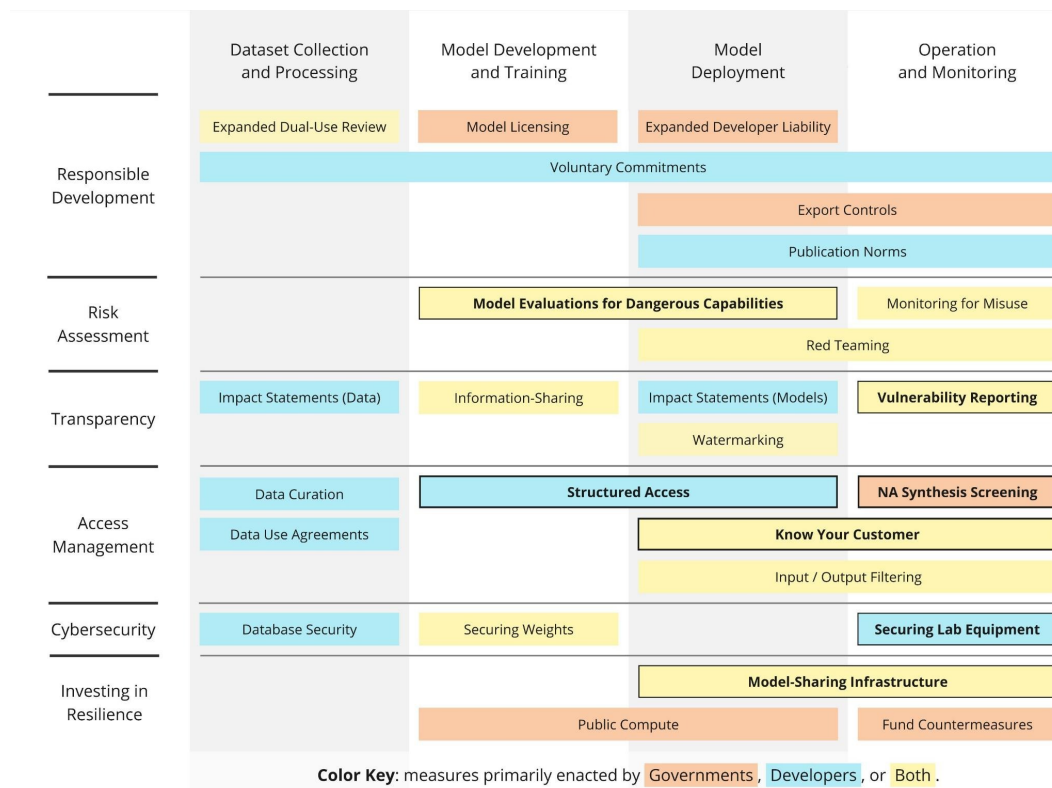 Dataset Collection
and Processing
Model Development
and Training
Model
Deployment
Operation
and Monitoring
Responsible
Development
Expanded Dual-Use Review
Model Licensing
Expanded Developer Liability
Voluntary Commitments
Export Controls
Publication Norms
Risk
Assessment
Model Evaluations for Dangerous Capabilities
Monitoring for Misuse
Red Teaming
Transparency
Impact Statements (Data)
Information-Sharing
Impact Statements (Models)
Vulnerability Reporting
Watermarking
Access
Management
Data Curation
Structured Access
NA Synthesis Screening
Data Use Agreements
Know Your Customer
Input / Output Filtering
Cybersecurity
Database Security
Securing Weights
Securing Lab Equipment
Investing in
Resilience
Model-Sharing Infrastructure
Public Compute
Fund Countermeasures
Color Key: measures primarily enacted by Governments, Developers, or Both.